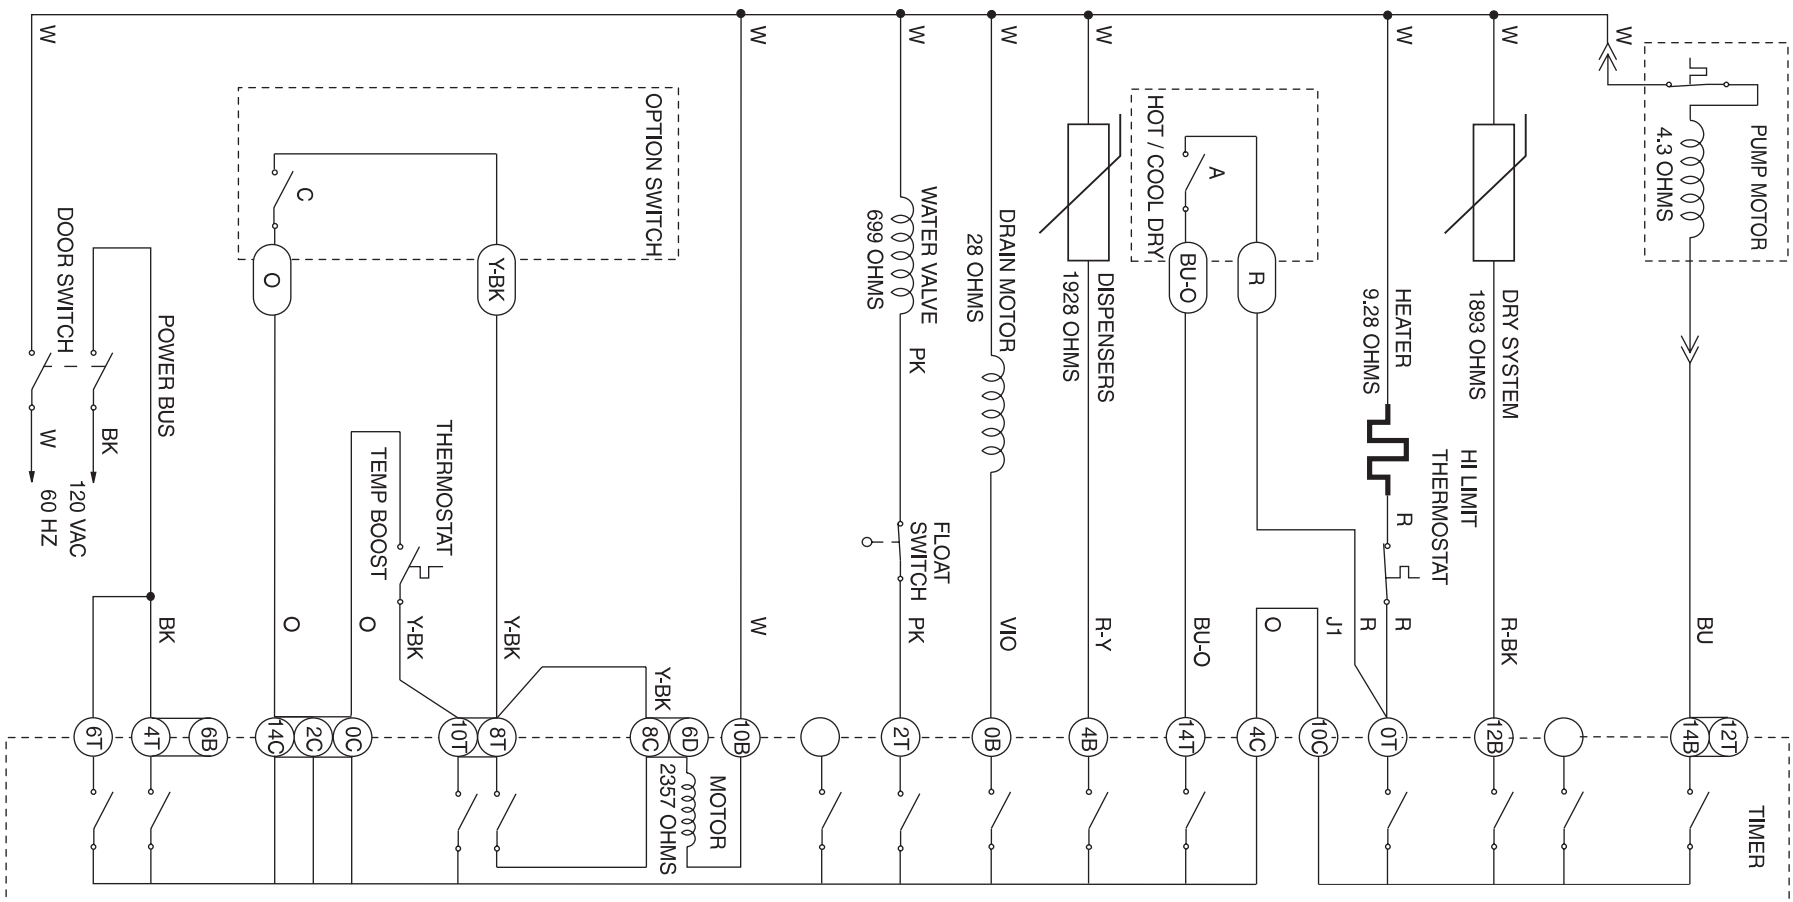 W
W
W
W
W
W
W
W
PUMP MOTOR
4.3 OHMS
BU
14B
12T
TIMER
DRY SYSTEM
1893 OHMS
R-BK
12B
HEATER
9.28 OHMS
HI LIMIT
THERMOSTAT
R
R
R
0T
J1
O
10C
4C
HOT / COOL DRY
A
R
BU-O
BU-O
14T
DISPENSERS
1928 OHMS
R-Y
4B
DRAIN MOTOR
28 OHMS
VIO
0B
WATER VALVE
699 OHMS
PK
FLOAT
SWITCH
PK
2T
W
10B
MOTOR
2357 OHMS
6D
8C
Y-BK
OPTION SWITCH
C
O
Y-BK
Y-BK
8T
10T
THERMOSTAT
TEMP BOOST
Y-BK
O
O
0C
2C
14C
POWER BUS
BK
6B
4T
6T
DOOR SWITCH
BK
W
120 VAC
60 HZ